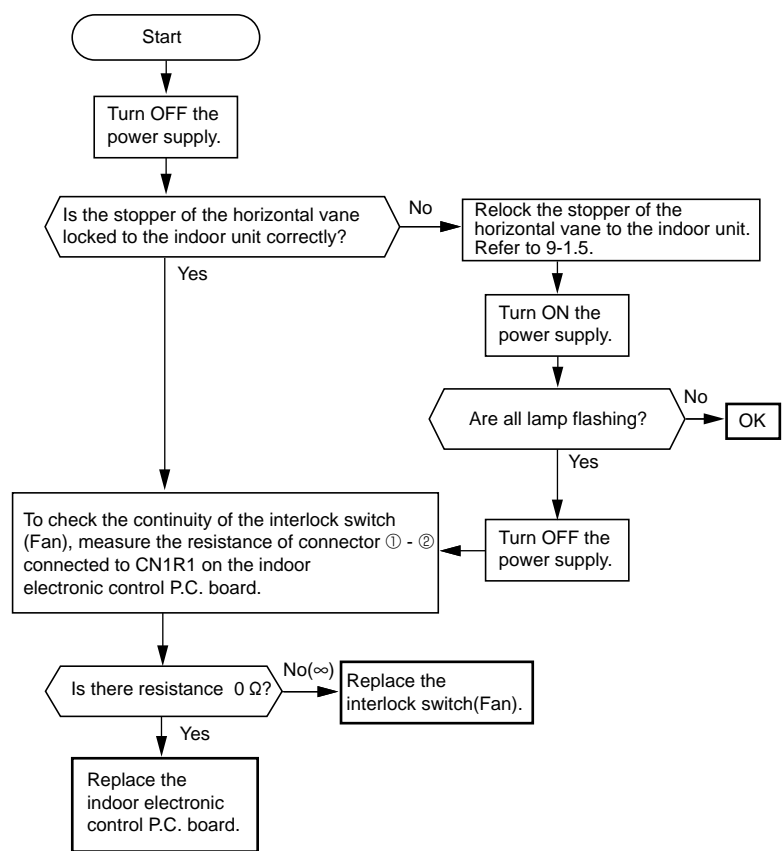 Start
Turn OFF the
power supply.
Is the stopper of the horizontal vane
locked to the indoor unit correctly?
No
Relock the stopper of the
horizontal vane to the indoor unit.
Refer to 9-1.5.
Yes
Turn ON the
power supply.
Are all lamp flashing?
No
OK
Yes
Turn OFF the
power supply.
To check the continuity of the interlock switch
(Fan), measure the resistance of connector ① - ②
connected to CN1R1 on the indoor
electronic control P.C. board.
Is there resistance 0 Ω?
No(∞)
Replace the
interlock switch(Fan).
Yes
Replace the
indoor electronic
control P.C. board.